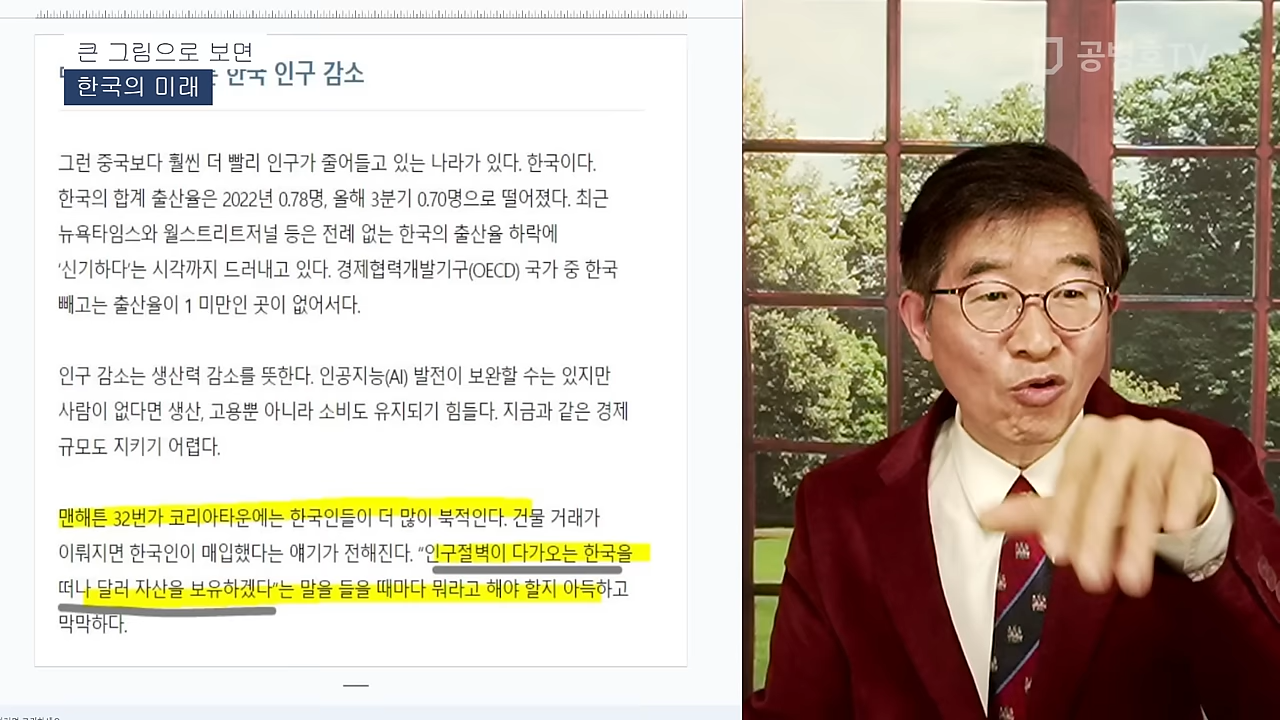 큰 그림으로 보면
한국의 미래
한국 인구 감소
그런 중국보다 훨씬 더 빨리 인구가 줄어들고 있는 나라가 있다. 한국이다.
한국의 합계 출산율은 2022년 0.78명, 올해 3분기 0.70명으로 떨어졌다. 최근
뉴욕타임스와 월스트리트저널 등은 전례 없는 한국의 출산율 하락에
‘신기하다’는 시각까지 드러내고 있다. 경제협력개발기구(OECD) 국가 중 한국
빼고는 출산율이 1 미만인 곳이 없어서다.
인구 감소는 생산력 감소를 뜻한다. 인공지능(AI) 발전이 보완할 수는 있지만
사람이 없다면 생산, 고용뿐 아니라 소비도 유지되기 힘들다. 지금과 같은 경제
규모도 지키기 어렵다.
맨해튼 32번가 코리아타운에는 한국인들이 더 많이 북적인다. 건물 거래가
이뤄지면 한국인이 매입했다는 얘기가 전해진다. “인구절벽이 다가오는 한국을
떠나 달러 자산을 보유하겠다”는 말을 들을 때마다 뭐라고 해야 할지 아득하고
막막하다.
공병호TV